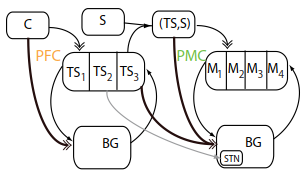 C
S
(TS,S)
PFC
PMC
TS1 TS2 TS3
M1 M2 M3 M4
BG
BG
STN